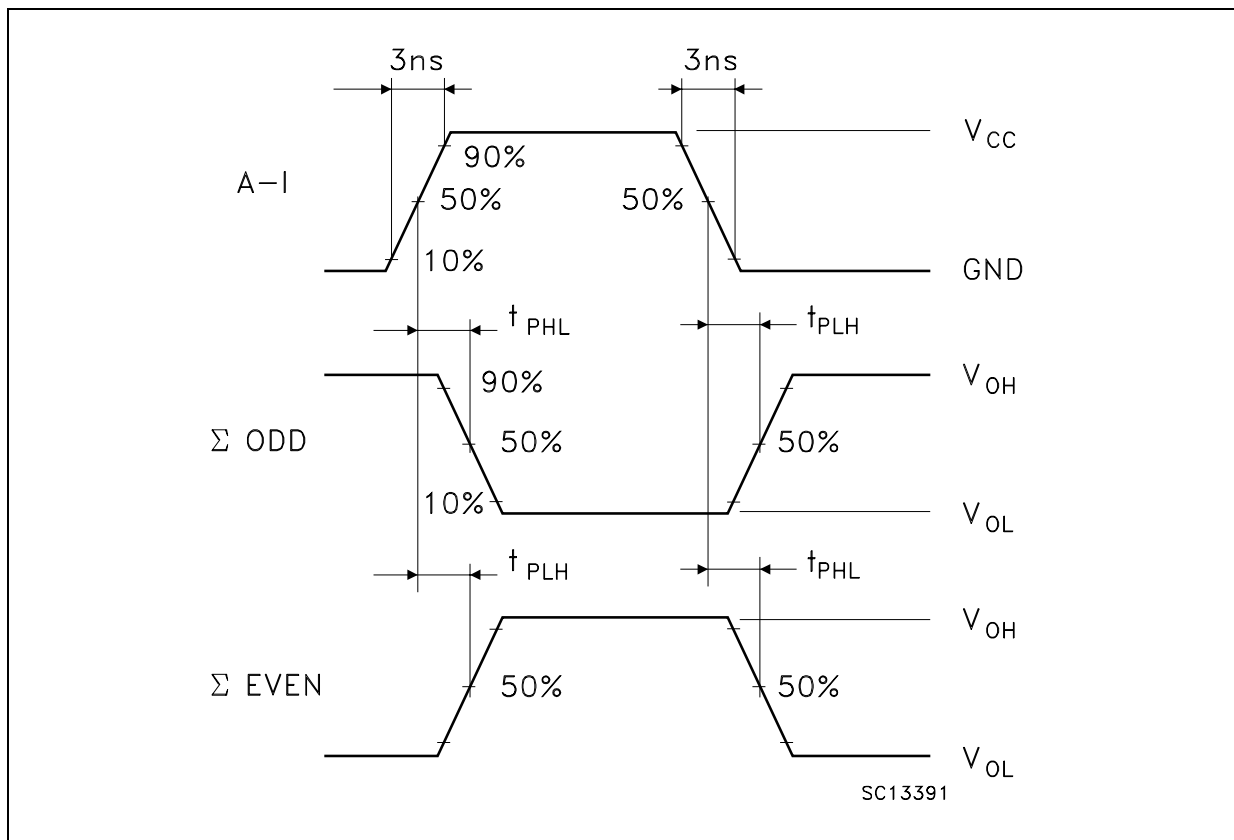 3ns 3ns
V_CC
90%
A-I 50% 50%
10% GND
t_PHL t_PLH
V_OH
90%
Σ ODD 50% 50%
10%
V_OL
t_PLH t_PHL
V_OH
Σ EVEN 50% 50%
V_OL
SC13391